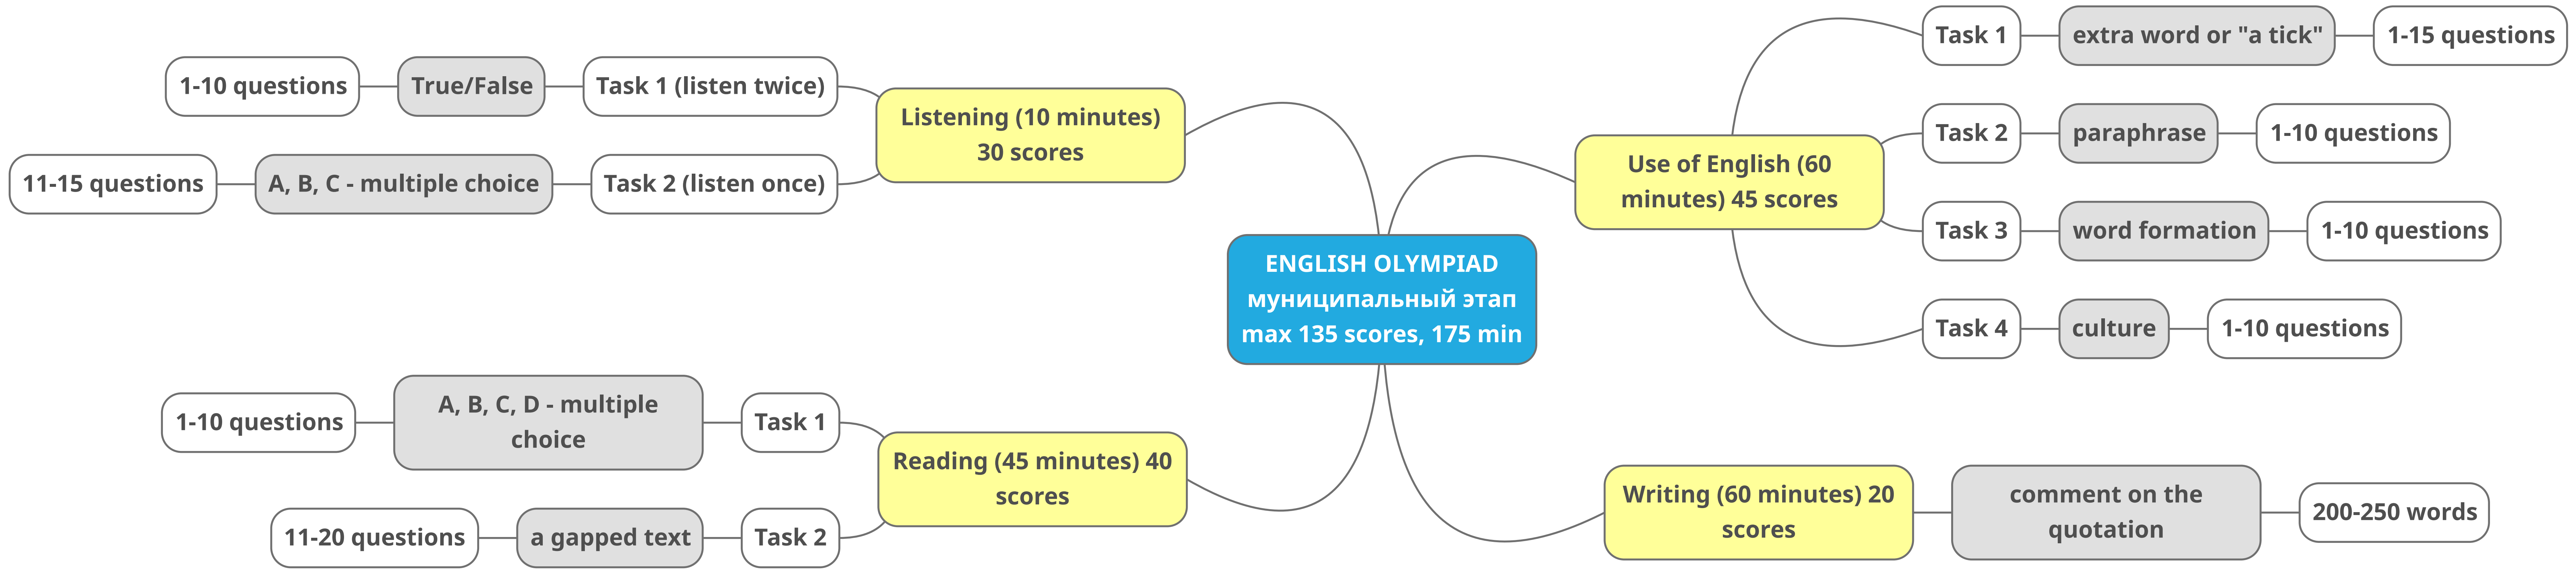 ENGLISH OLYMPIAD
муниципальный этап
max 135 scores, 175 min
Listening (10 minutes)
30 scores
Task 1 (listen twice)
True/False
1-10 questions
Task 2 (listen once)
A, B, C - multiple choice
11-15 questions
Reading (45 minutes) 40
scores
Task 1
A, B, C, D - multiple
choice
1-10 questions
Task 2
a gapped text
11-20 questions
Use of English (60
minutes) 45 scores
Task 1
extra word or "a tick"
1-15 questions
Task 2
paraphrase
1-10 questions
Task 3
word formation
1-10 questions
Task 4
culture
1-10 questions
Writing (60 minutes) 20
scores
comment on the
quotation
200-250 words